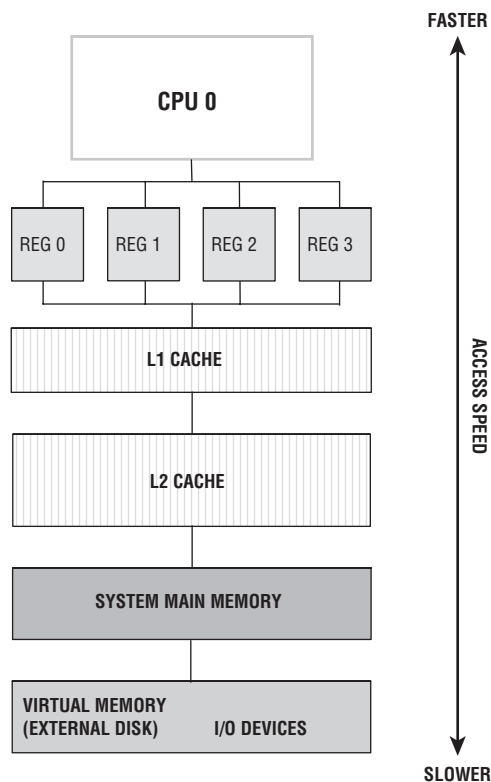 FASTER
CPU 0
REG 0
REG 1
REG 2
REG 3
L1 CACHE
ACCESS SPEED
L2 CACHE
SYSTEM MAIN MEMORY
VIRTUAL MEMORY
(EXTERNAL DISK) I/O DEVICES
SLOWER